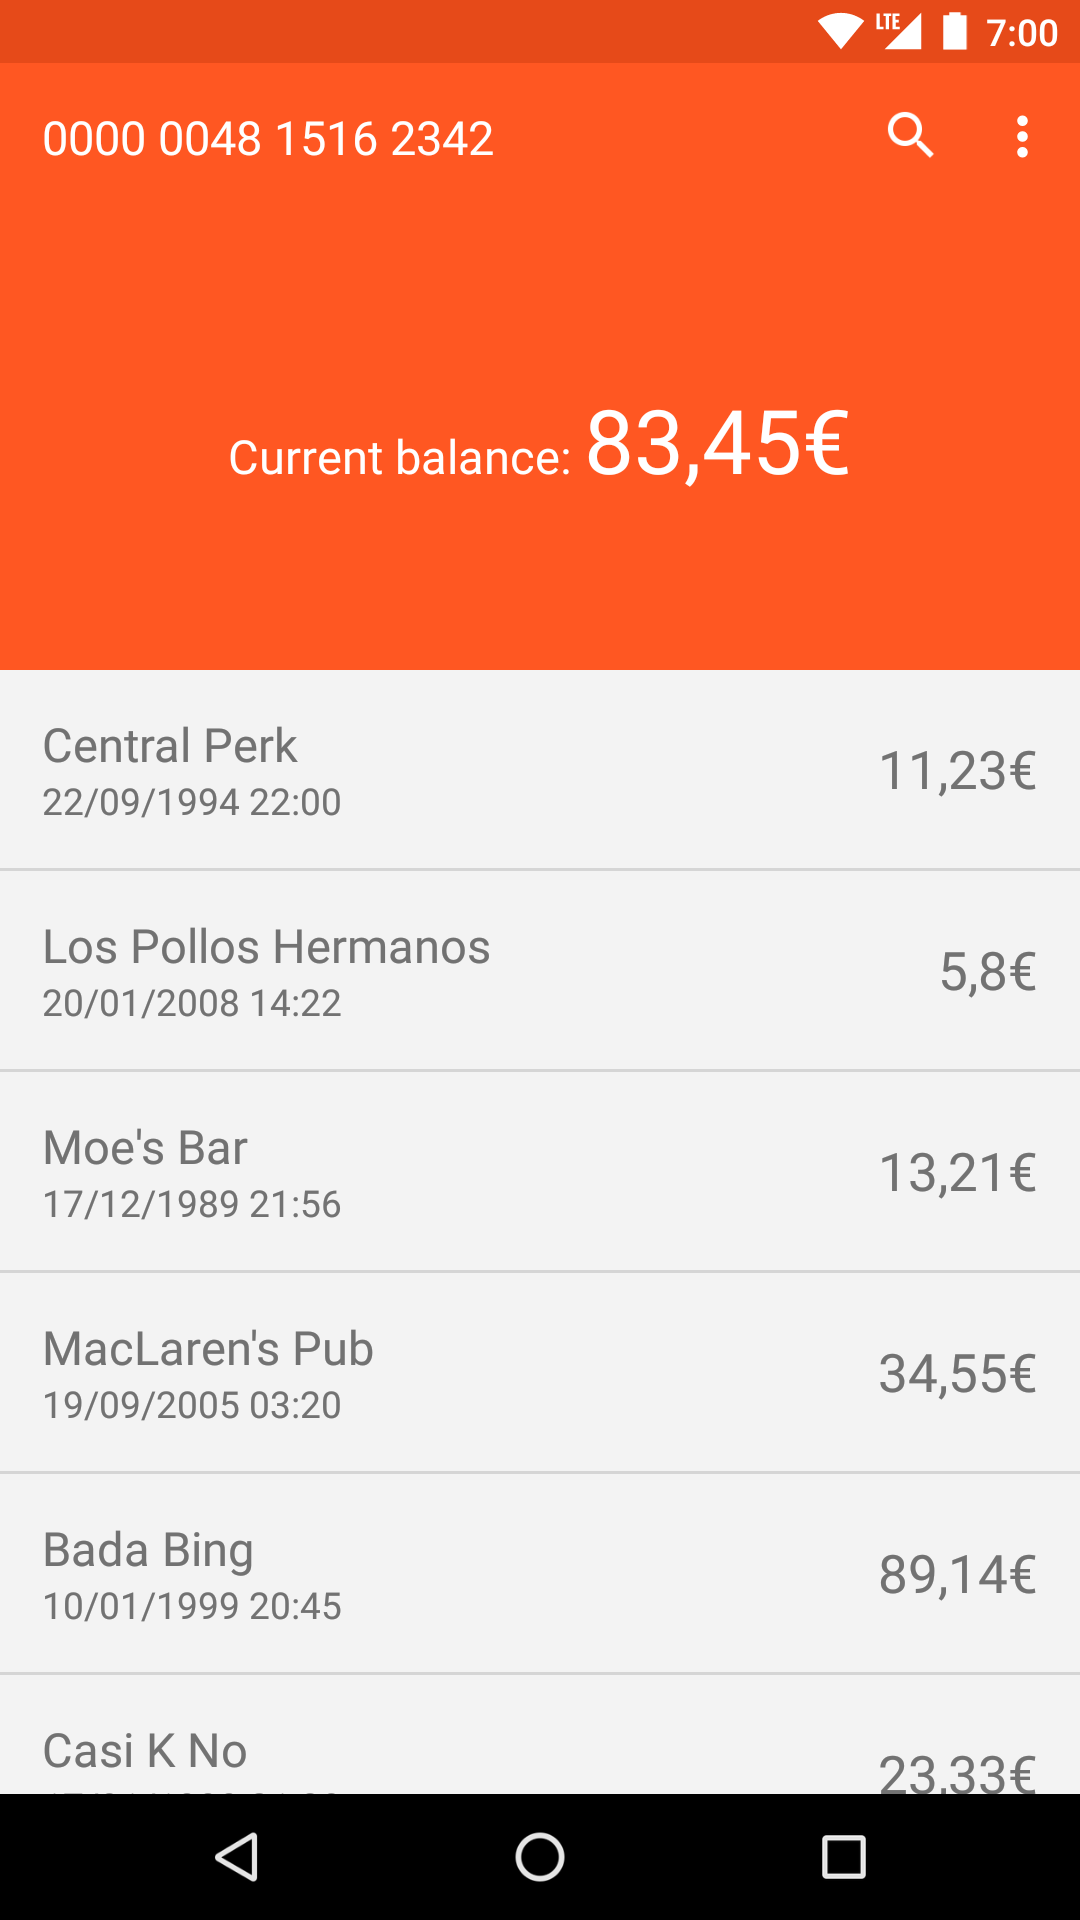 LTE 7:00
0000 0048 1516 2342
Current balance: 83,45€
Central Perk
11,23€
22/09/1994 22:00
Los Pollos Hermanos
5,8€
20/01/2008 14:22
Moe's Bar
13,21€
17/12/1989 21:56
MacLaren's Pub
34,55€
19/09/2005 03:20
Bada Bing
89,14€
10/01/1999 20:45
Casi K No
23,33€